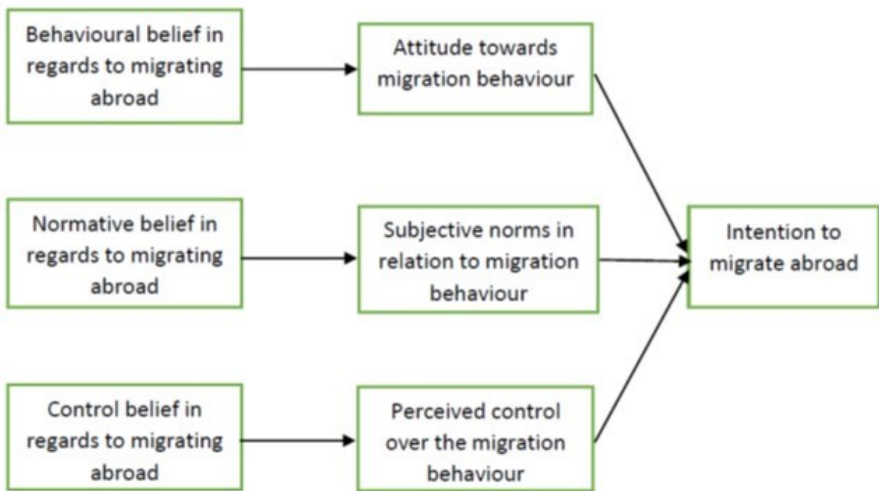 Behavioural belief in
regards to migrating
abroad
Attitude towards
migration behaviour
Normative belief in
regards to migrating
abroad
Subjective norms in
relation to migration
behaviour
Intention to
migrate abroad
Control belief in
regards to migrating
abroad
Perceived control
over the migration
behaviour